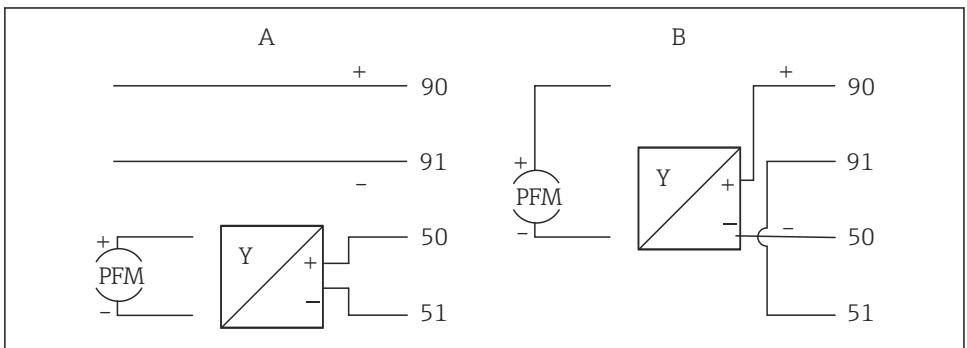 A B
+ 90 + 90
91 + 91
− Y
+ 50 PFM + − 50
Y + −
PFM −
− 51 51